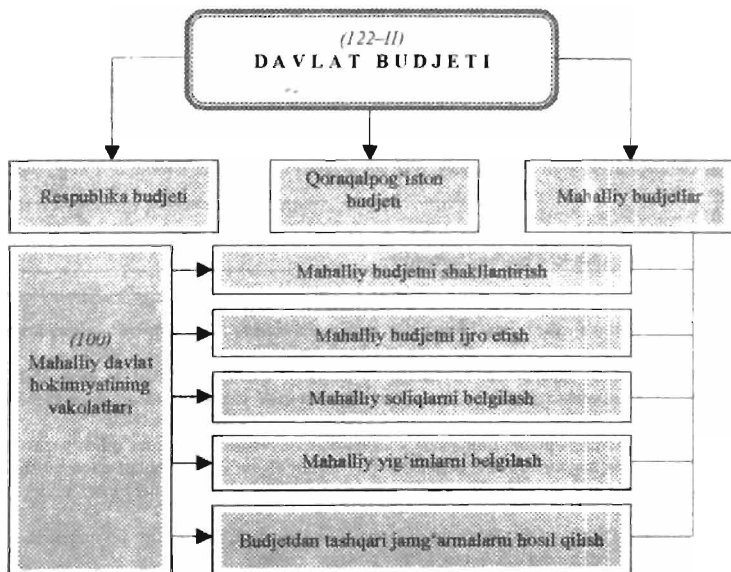 (122–II)
DAVLAT BUDJETI
Respublika budjeti
Qoraqalpog‘iston
budjeti
Mahalliy budjetlar
(100)
Mahalliy davlat
hokimiyatining
vakolatlari
Mahalliy budjetni shakllantirish
Mahalliy budjetni ijro etish
Mahalliy soliqlarni belgilash
Mahalliy yig‘imlarni belgilash
Budjetdan tashqari jamg‘armalarni hosil qilish